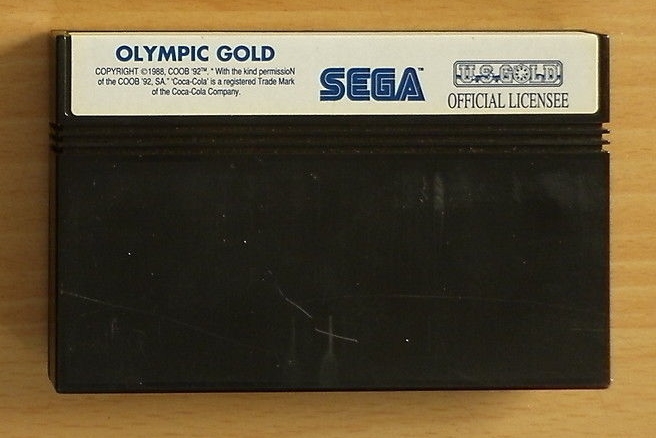 OLYMPIC GOLD
COPYRIGHT ©1988, COOB '92™. * With the kind permissioN
of the COOB '92, SA." 'Coca-Cola' is a registered Trade Mark
of the Coca-Cola Company.
SEGA™
U.S. GOLD
OFFICIAL LICENSEE